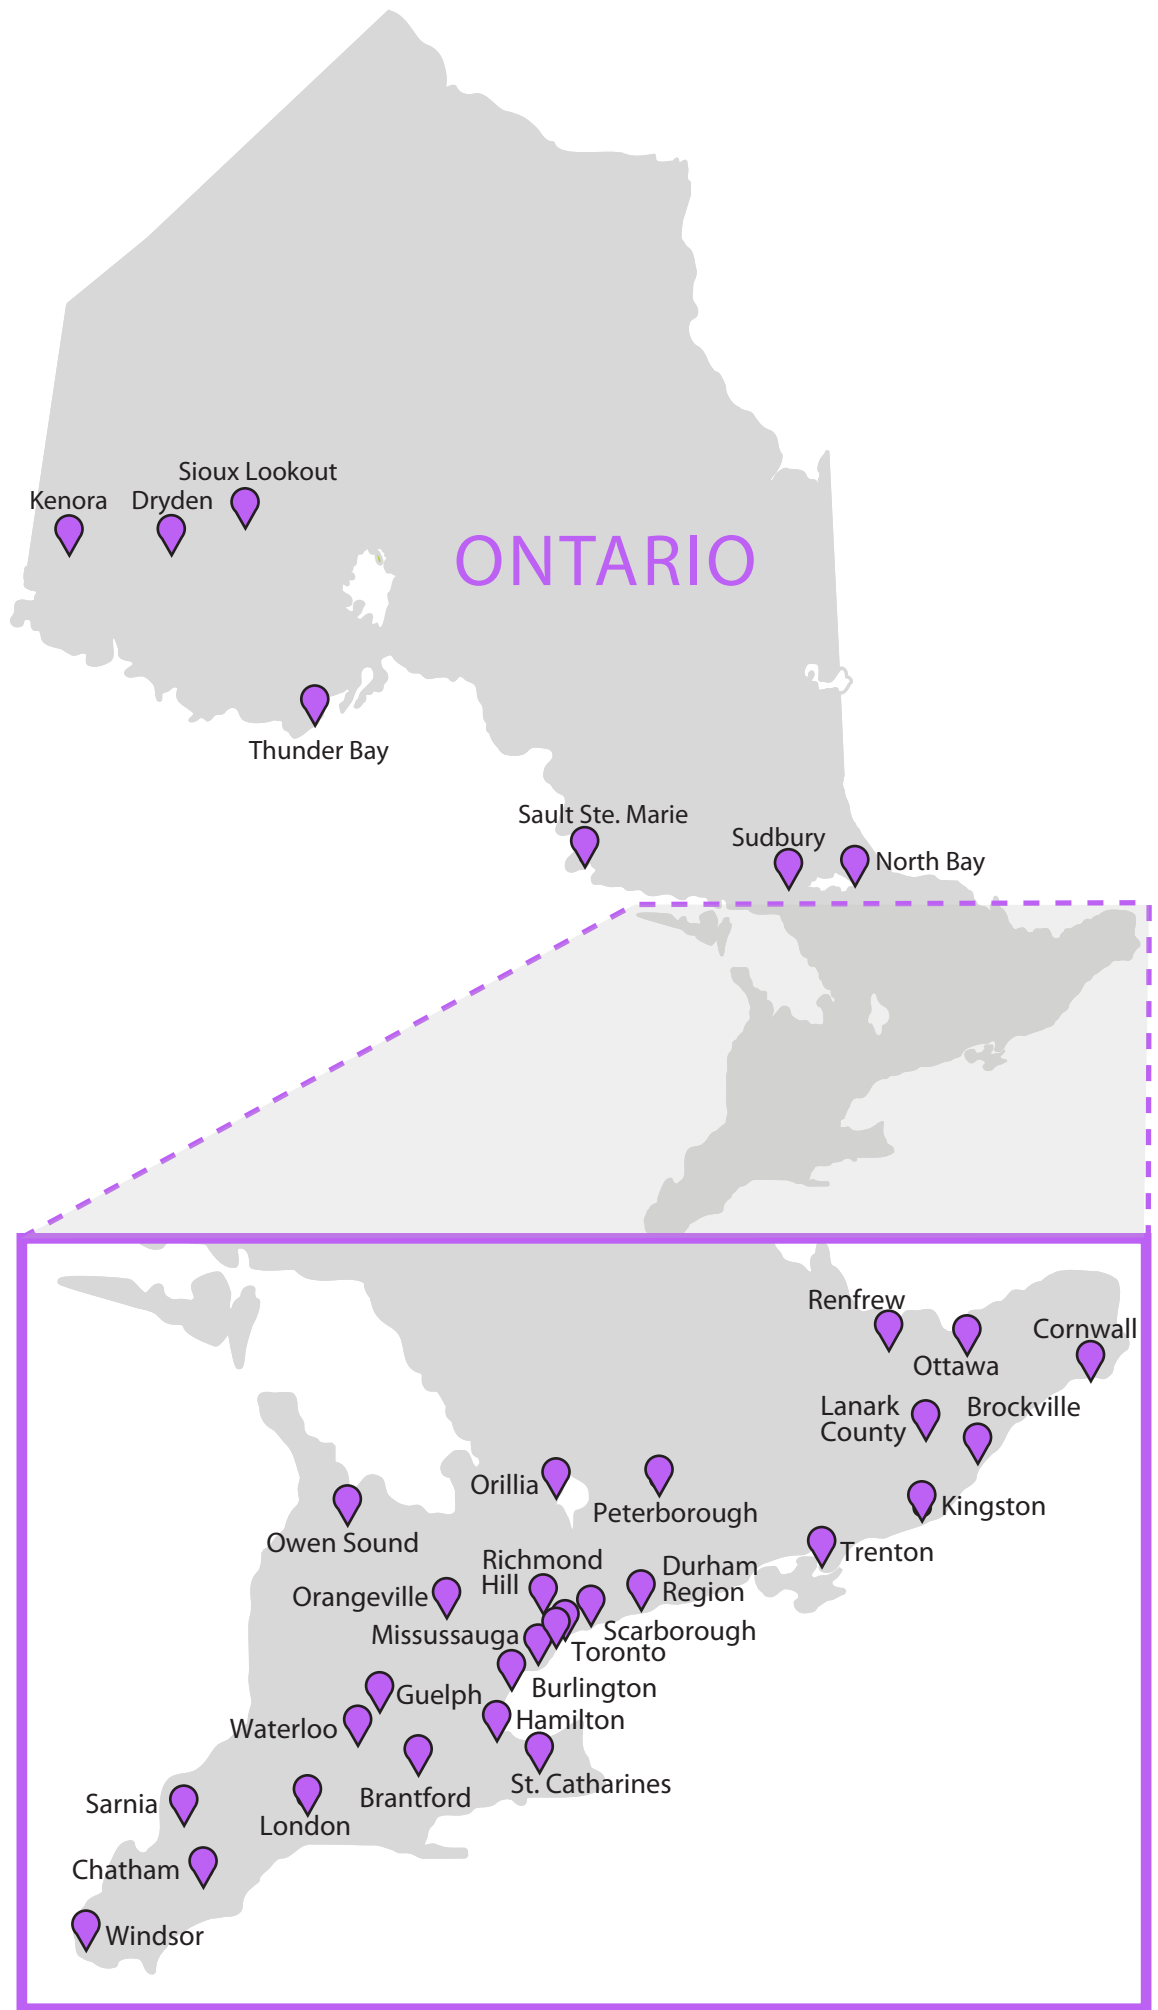 Sioux Lookout
Kenora
Dryden
ONTARIO
Thunder Bay
Sault Ste. Marie
Sudbury
North Bay
Renfrew
Cornwall
Ottawa
Lanark
County
Brockville
Orillia
Peterborough
Kingston
Owen Sound
Trenton
Richmond
Hill
Durham
Region
Orangeville
Missussauga
Scarborough
Toronto
Burlington
Guelph
Hamilton
Waterloo
St. Catharines
Brantford
Sarnia
London
Chatham
Windsor